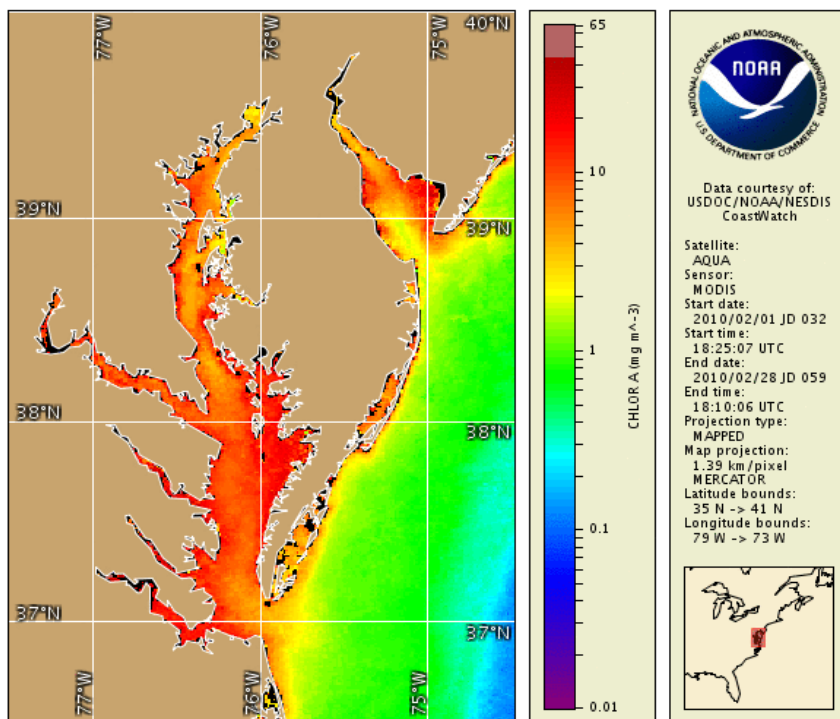 77°W
76°W
75°W
40°N
39°N
39°N
38°N
38°N
37°N
37°N
77°W
76°W
75°W
65
10
1
0.1
0.01
CHLOR A (mg m^-3)
NATIONAL OCEANIC AND ATMOSPHERIC ADMINISTRATION
NOAA
U.S. DEPARTMENT OF COMMERCE
Data courtesy of:
USDOC/NOAA/NESDIS
CoastWatch
Satellite:
AQUA
Sensor:
MODIS
Start date:
2010/02/01 JD 032
Start time:
18:25:07 UTC
End date:
2010/02/28 JD 059
End time:
18:10:06 UTC
Projection type:
MAPPED
Map projection:
1.39 km/pixel
MERCATOR
Latitude bounds:
35 N -> 41 N
Longitude bounds:
79 W -> 73 W